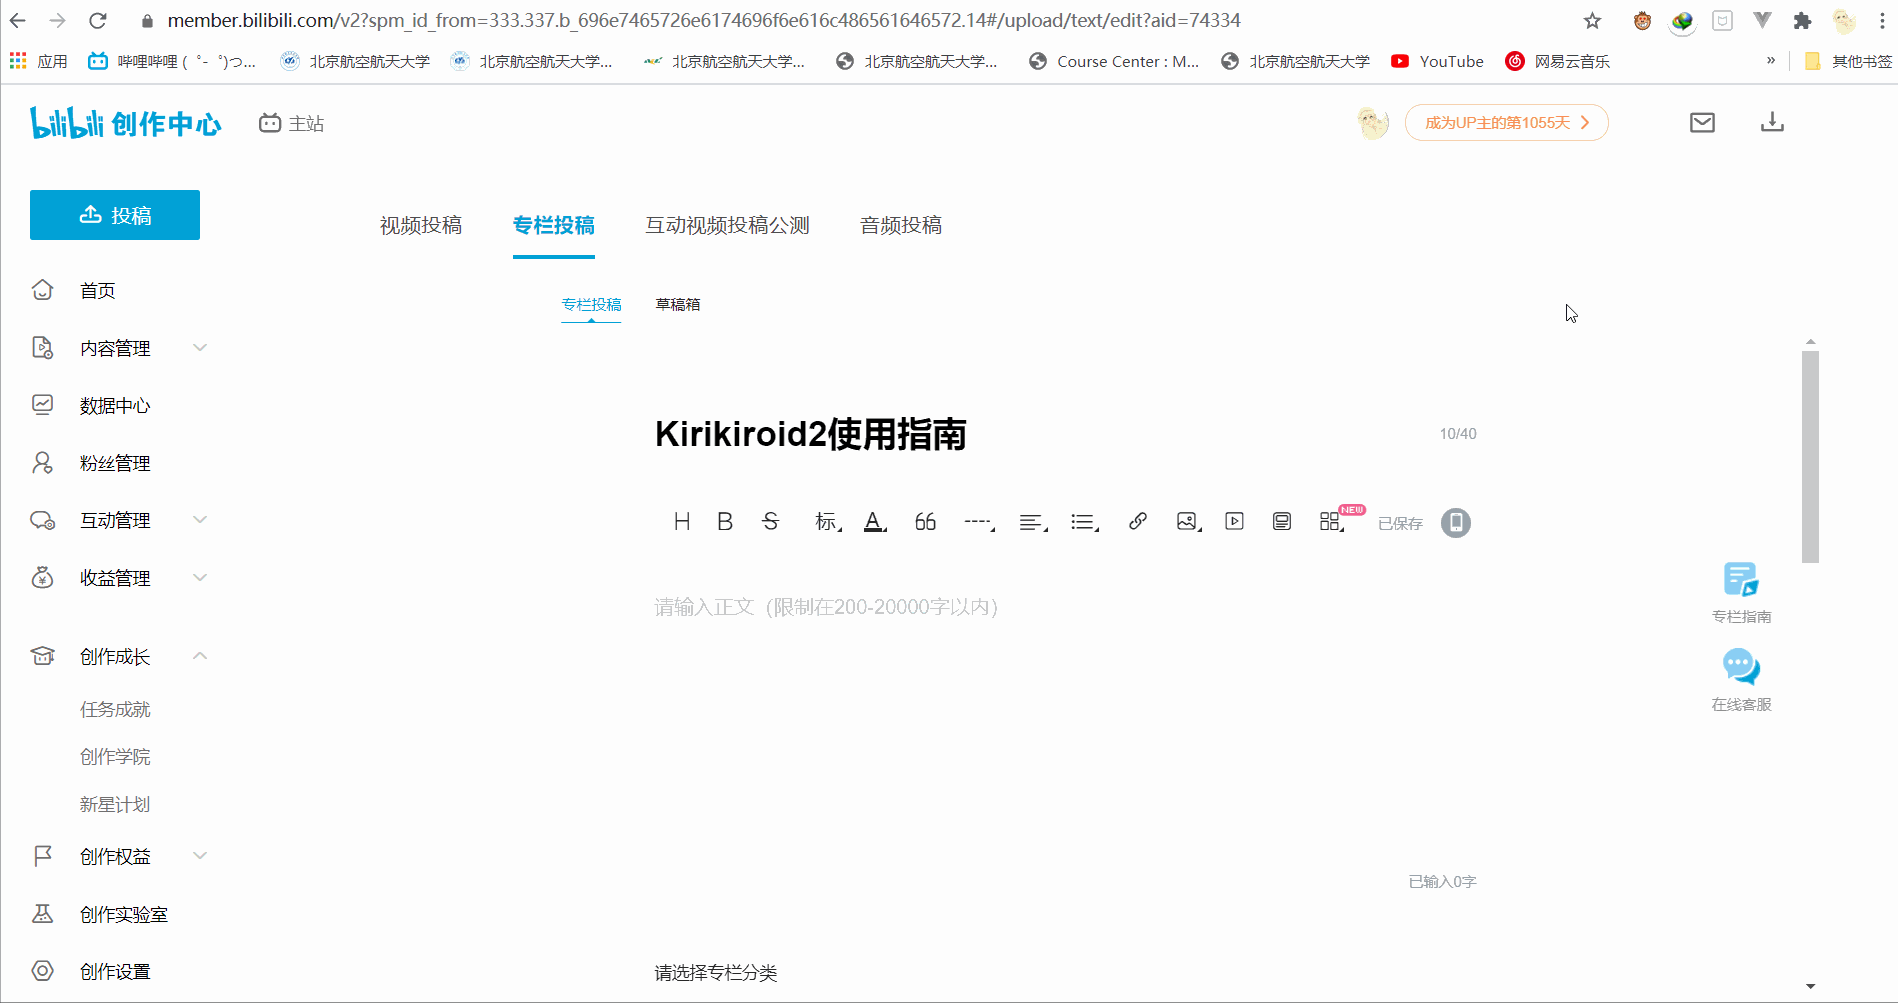 member.bilibili.com/v2?spm_id_from=333.337.b_696e7465726e6174696f6e616c486561646572.14#/upload/text/edit?aid=74334
应用 哔哩哔哩 (゜-゜)つ... 北京航空航天大学 北京航空航天大学... 北京航空航天大学... 北京航空航天大学... Course Center : M... 北京航空航天大学 YouTube 网易云音乐 » 其他书签
bilibili 创作中心 主站 成为UP主的第1055天
投稿
视频投稿 专栏投稿 互动视频投稿公测 音频投稿
首页
专栏投稿 草稿箱
内容管理
数据中心
Kirikiroid2使用指南 10/40
粉丝管理
互动管理
H B S 标 A 66 NEW 已保存
收益管理
请输入正文（限制在200-20000字以内）
专栏指南
创作成长
在线客服
任务成就
创作学院
新星计划
创作权益
已输入0字
创作实验室
创作设置
请选择专栏分类